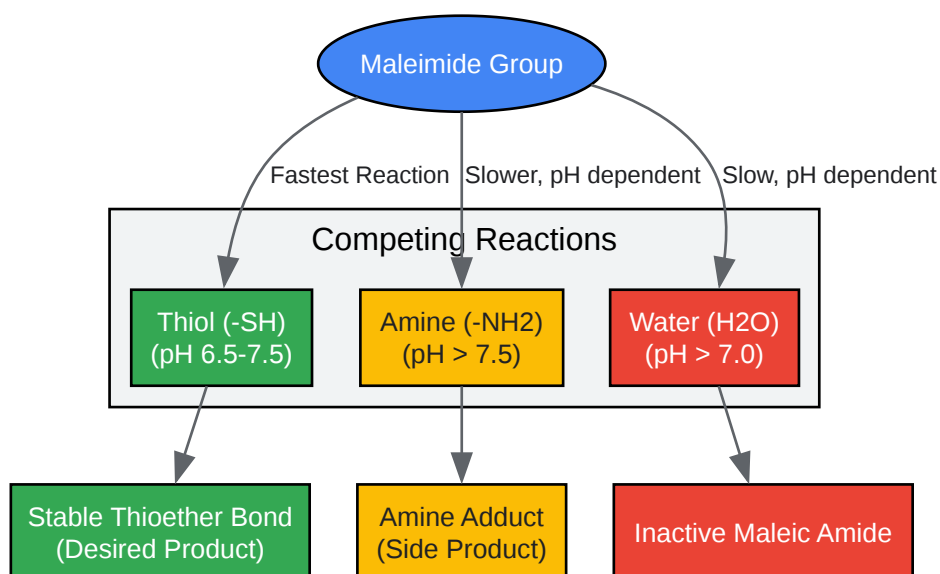 Maleimide Group
Fastest Reaction
Slower, pH dependent
Slow, pH dependent
Competing Reactions
Thiol (-SH)
(pH 6.5-7.5)
Amine (-NH2)
(pH > 7.5)
Water (H2O)
(pH > 7.0)
Stable Thioether Bond
(Desired Product)
Amine Adduct
(Side Product)
Inactive Maleic Amide